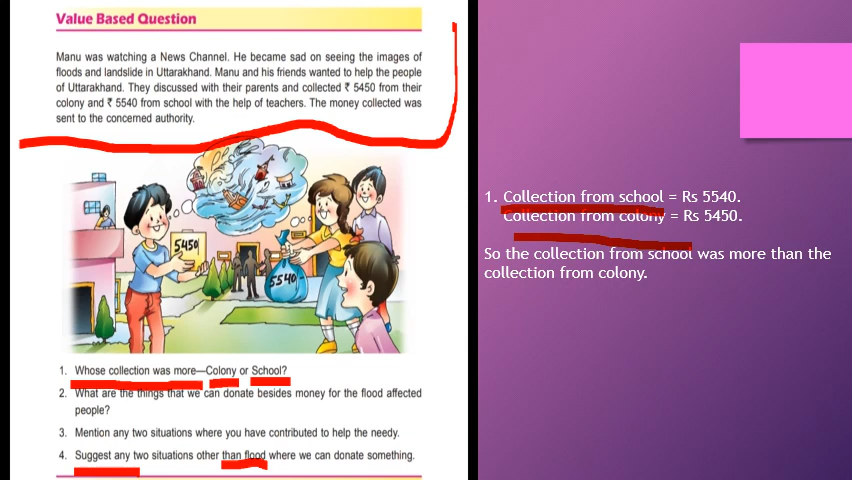 Value Based Question
Manu was watching a News Channel. He became sad on seeing the images of
floods and landslide in Uttarakhand. Manu and his friends wanted to help the people
of Uttarakhand. They discussed with their parents and collected ₹ 5450 from their
colony and ₹ 5540 from school with the help of teachers. The money collected was
sent to the concerned authority.
5450
5540
1. Whose collection was more—Colony or School?
2. What are the things that we can donate besides money for the flood affected
people?
3. Mention any two situations where you have contributed to help the needy.
4. Suggest any two situations other than flood where we can donate something.
1. Collection from school = Rs 5540.
Collection from colony = Rs 5450.
So the collection from school was more than the
collection from colony.